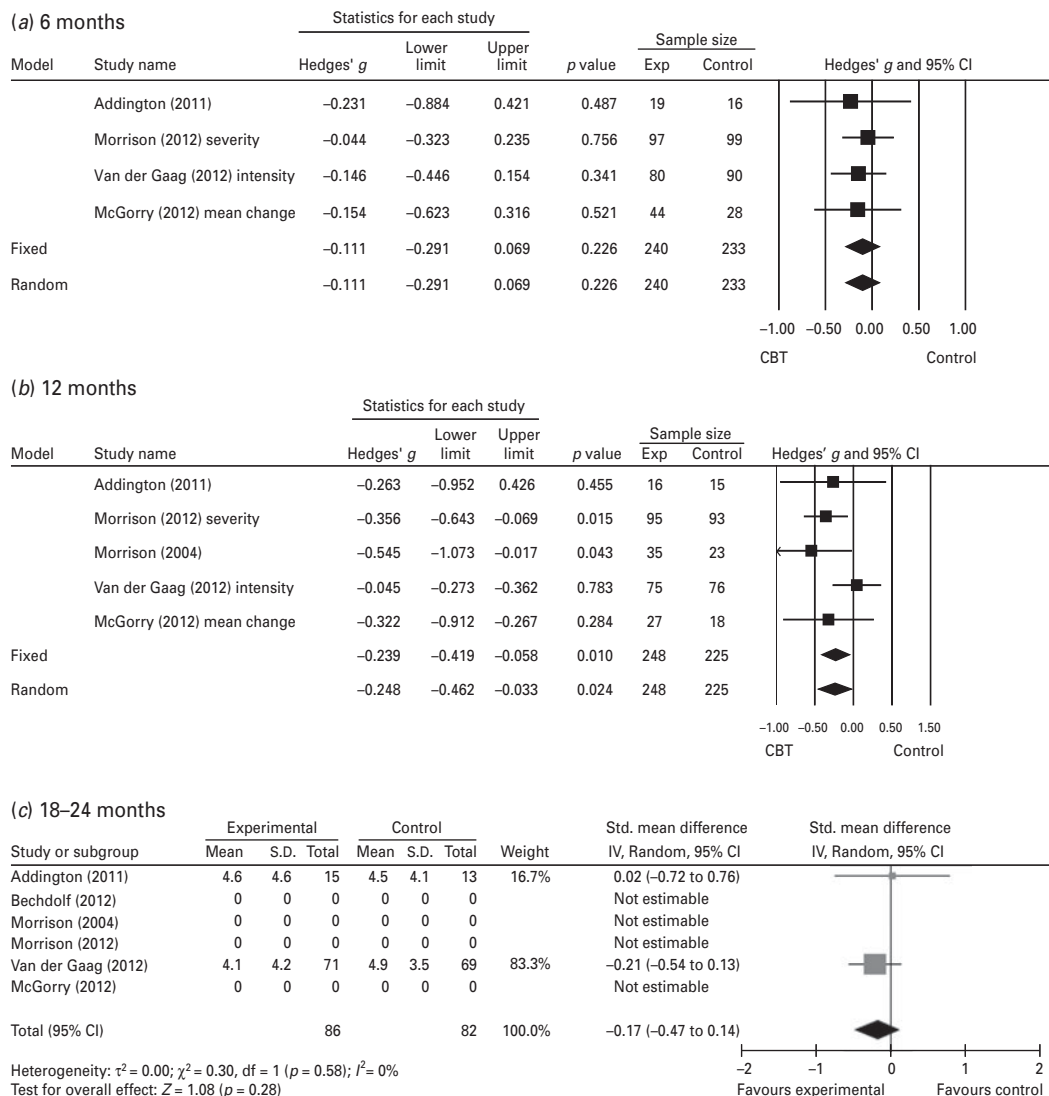 (a) 6 months
Statistics for each study
Model Study name Hedges' g Lower limit Upper limit p value Sample size Exp Control Hedges' g and 95% CI
Addington (2011) −0.231 −0.884 0.421 0.487 19 16
Morrison (2012) severity −0.044 −0.323 0.235 0.756 97 99
Van der Gaag (2012) intensity −0.146 −0.446 0.154 0.341 80 90
McGorry (2012) mean change −0.154 −0.623 0.316 0.521 44 28
Fixed −0.111 −0.291 0.069 0.226 240 233
Random −0.111 −0.291 0.069 0.226 240 233
−1.00 −0.50 0.00 0.50 1.00
CBT Control
(b) 12 months
Statistics for each study
Model Study name Hedges' g Lower limit Upper limit p value Sample size Exp Control Hedges' g and 95% CI
Addington (2011) −0.263 −0.952 0.426 0.455 16 15
Morrison (2012) severity −0.356 −0.643 −0.069 0.015 95 93
Morrison (2004) −0.545 −1.073 −0.017 0.043 35 23
Van der Gaag (2012) intensity −0.045 −0.273 −0.362 0.783 75 76
McGorry (2012) mean change −0.322 −0.912 −0.267 0.284 27 18
Fixed −0.239 −0.419 −0.058 0.010 248 225
Random −0.248 −0.462 −0.033 0.024 248 225
−1.00 −0.50 0.00 0.50 1.50
CBT Control
(c) 18–24 months
Experimental Control Std. mean difference Std. mean difference
Study or subgroup Mean S.D. Total Mean S.D. Total Weight IV, Random, 95% CI IV, Random, 95% CI
Addington (2011) 4.6 4.6 15 4.5 4.1 13 16.7% 0.02 (−0.72 to 0.76)
Bechdolf (2012) 0 0 0 0 0 0 Not estimable
Morrison (2004) 0 0 0 0 0 0 Not estimable
Morrison (2012) 0 0 0 0 0 0 Not estimable
Van der Gaag (2012) 4.1 4.2 71 4.9 3.5 69 83.3% −0.21 (−0.54 to 0.13)
McGorry (2012) 0 0 0 0 0 0 Not estimable
Total (95% CI) 86 82 100.0% −0.17 (−0.47 to 0.14)
Heterogeneity: τ² = 0.00; χ² = 0.30, df = 1 (p = 0.58); I² = 0%
Test for overall effect: Z = 1.08 (p = 0.28)
−2 −1 0 1 2
Favours experimental Favours control